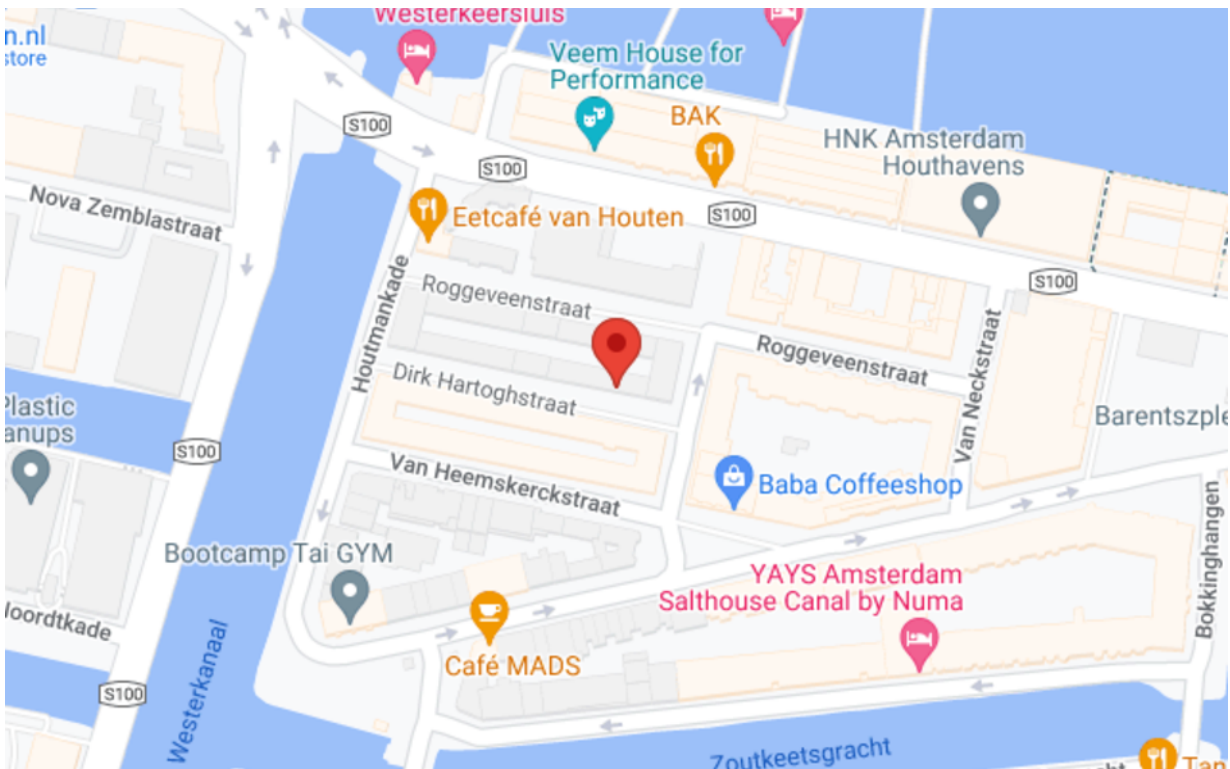 Westerkeersluis
n.nl
store
Veem House for
Performance
BAK
S100
HNK Amsterdam
Houthavens
S100
Nova Zemblastraat
Eetcafé van Houten
S100
S100
Roggeveenstraat
Houtmankade
Roggeveenstraat
Van Neckstraat
Dirk Hartoghstraat
Plastic
anups
Barentszple
S100
Van Heemskerckstraat
Baba Coffeeshop
Bokkinghangen
Bootcamp Tai GYM
YAYS Amsterdam
Salthouse Canal by Numa
oordtkade
Westerkanaal
Café MADS
S100
Zoutkeetsgracht
Tan